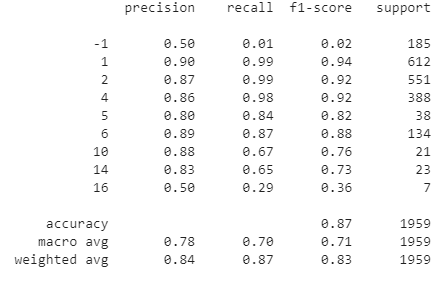 precision recall f1-score support
-1 0.50 0.01 0.02 185
1 0.90 0.99 0.94 612
2 0.87 0.99 0.92 551
4 0.86 0.98 0.92 388
5 0.80 0.84 0.82 38
6 0.89 0.87 0.88 134
10 0.88 0.67 0.76 21
14 0.83 0.65 0.73 23
16 0.50 0.29 0.36 7
accuracy 0.87 1959
macro avg 0.78 0.70 0.71 1959
weighted avg 0.84 0.87 0.83 1959